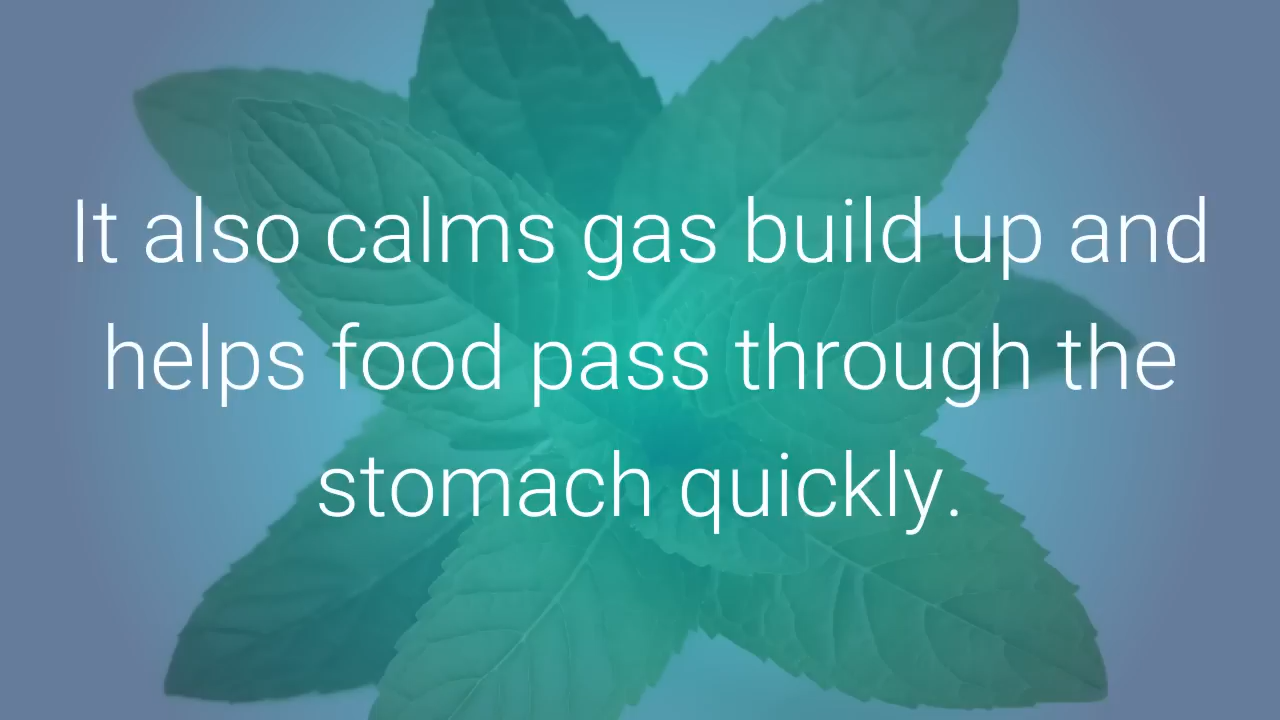 It also calms gas build up and
helps food pass through the
stomach quickly.